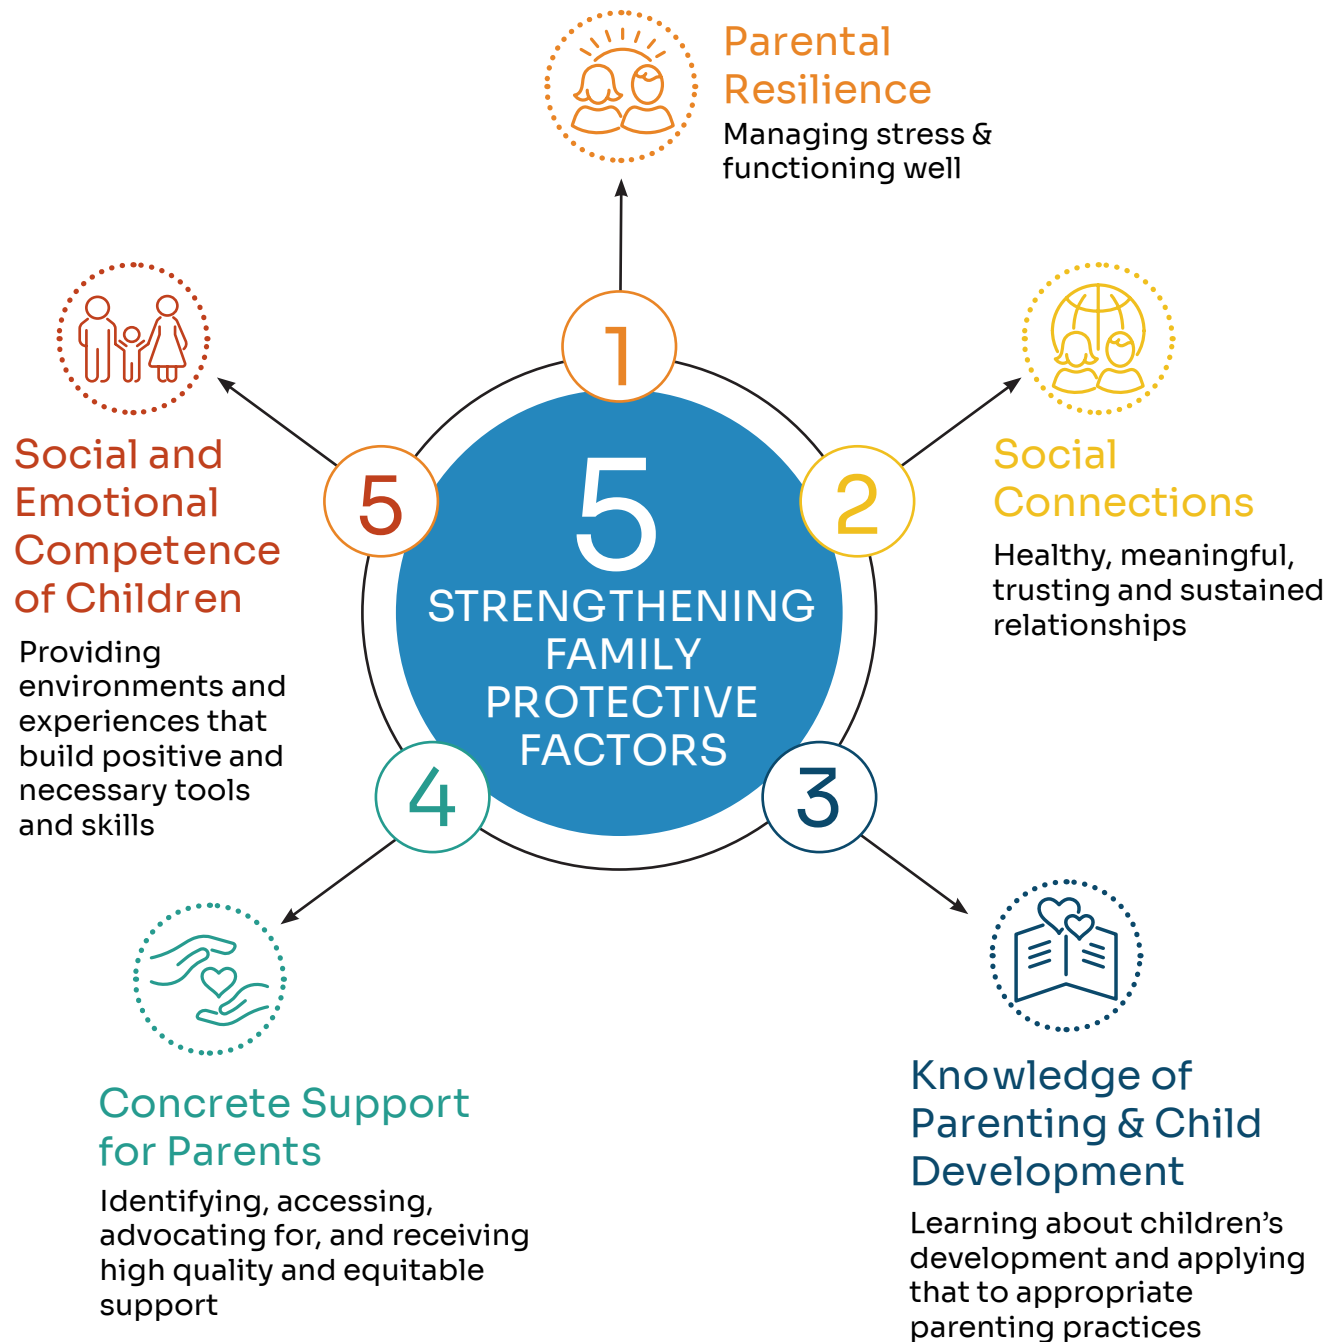 Parental
Resilience
Managing stress &
functioning well
1
Social
Connections
Healthy, meaningful,
trusting and sustained
relationships
2
Knowledge of
Parenting & Child
Development
Learning about children’s
development and applying
that to appropriate
parenting practices
3
Concrete Support
for Parents
Identifying, accessing,
advocating for, and receiving
high quality and equitable
support
4
Social and
Emotional
Competence
of Children
Providing
environments and
experiences that
build positive and
necessary tools
and skills
5
5
STRENGTHENING
FAMILY
PROTECTIVE
FACTORS